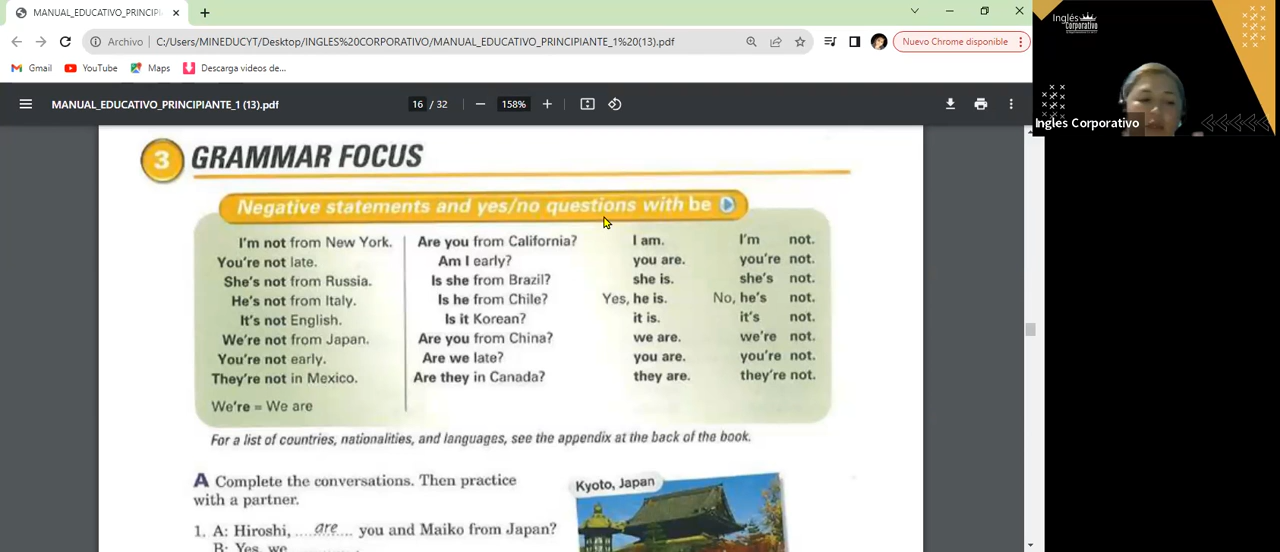 MANUAL_EDUCATIVO_PRINCIPI
Archivo C:/Users/MINEDUCYT/Desktop/INGLES%20CORPORATIVO/MANUAL_EDUCATIVO_PRINCIPIANTE_1%20(13).pdf
Nuevo Chrome disponible
Gmail YouTube Maps Descarga videos de...
MANUAL_EDUCATIVO_PRINCIPIANTE_1 (13).pdf 16 / 32 158%
Inglés
Corporativo
Ingles Corporativo
3 GRAMMAR FOCUS
Negative statements and yes/no questions with be
I'm not from New York. Are you from California? I am. I'm not.
You're not late. Am I early? you are. you're not.
She's not from Russia. Is she from Brazil? she is. she's not.
He's not from Italy. Is he from Chile? Yes, he is. No, he's not.
It's not English. Is it Korean? it is. it's not.
We're not from Japan. Are you from China? we are. we're not.
You're not early. Are we late? you are. you're not.
They're not in Mexico. Are they in Canada? they are. they're not.
We're = We are
For a list of countries, nationalities, and languages, see the appendix at the back of the book.
A Complete the conversations. Then practice
with a partner.
Kyoto, Japan
1. A: Hiroshi, ....are.... you and Maiko from Japan?
B: Yes, we